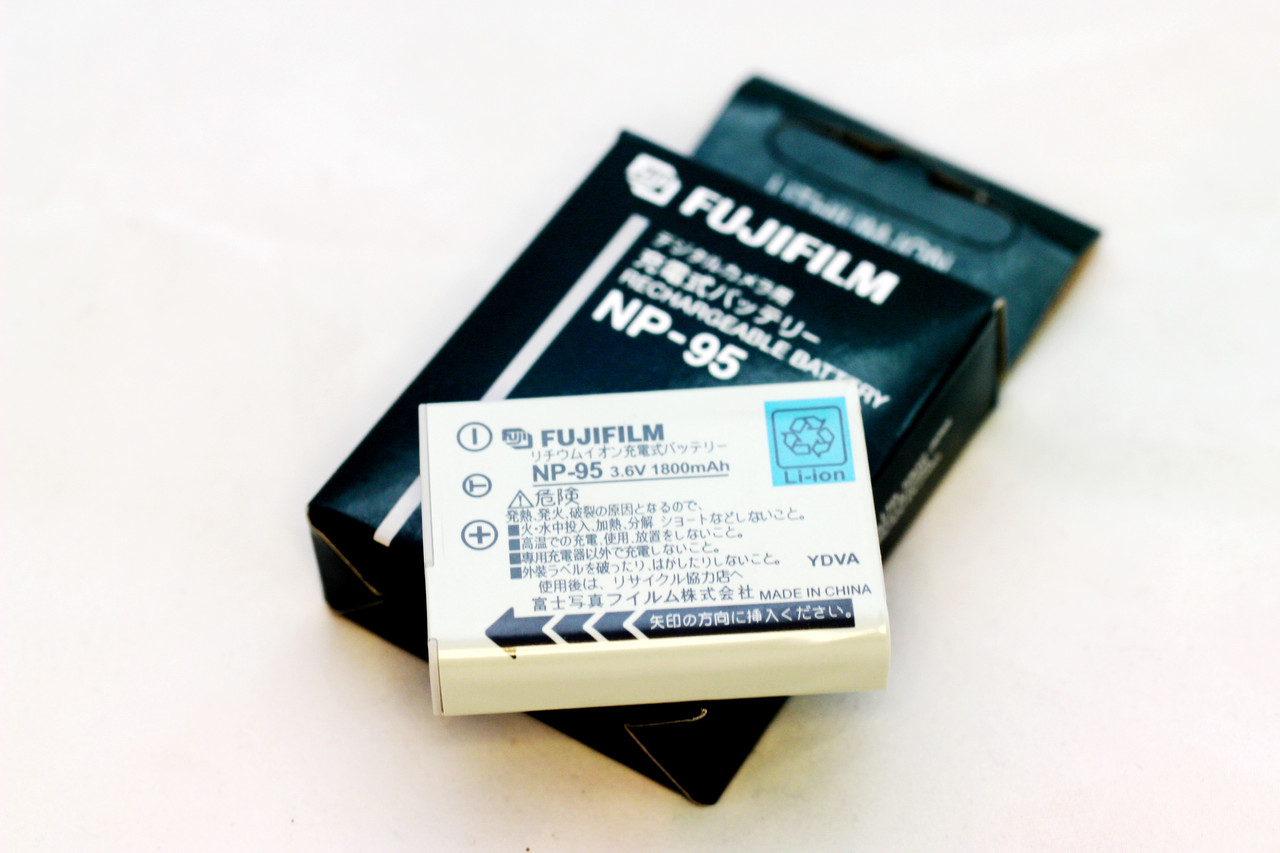 LITHIUM ION
FUJIFILM
デジタルカメラ用
充電式バッテリー
RECHARGEABLE BATTERY
NP-95
FUJI FUJIFILM
リチウムイオン充電式バッテリー
NP-95 3.6V 1800mAh
Li-ion
T
危険
発熱、発火、破裂の原因となるので、
■火・水中投入、加熱、分解 ショートなどしないこと。
■高温での充電、使用、放置をしないこと。
■専用充電器以外で充電しないこと。
■外装ラベルを破ったり、はがしたりしないこと。
YDVA
使用後は、リサイクル協力店へ
富士写真フイルム株式会社 MADE IN CHINA
矢印の方向に挿入ください。